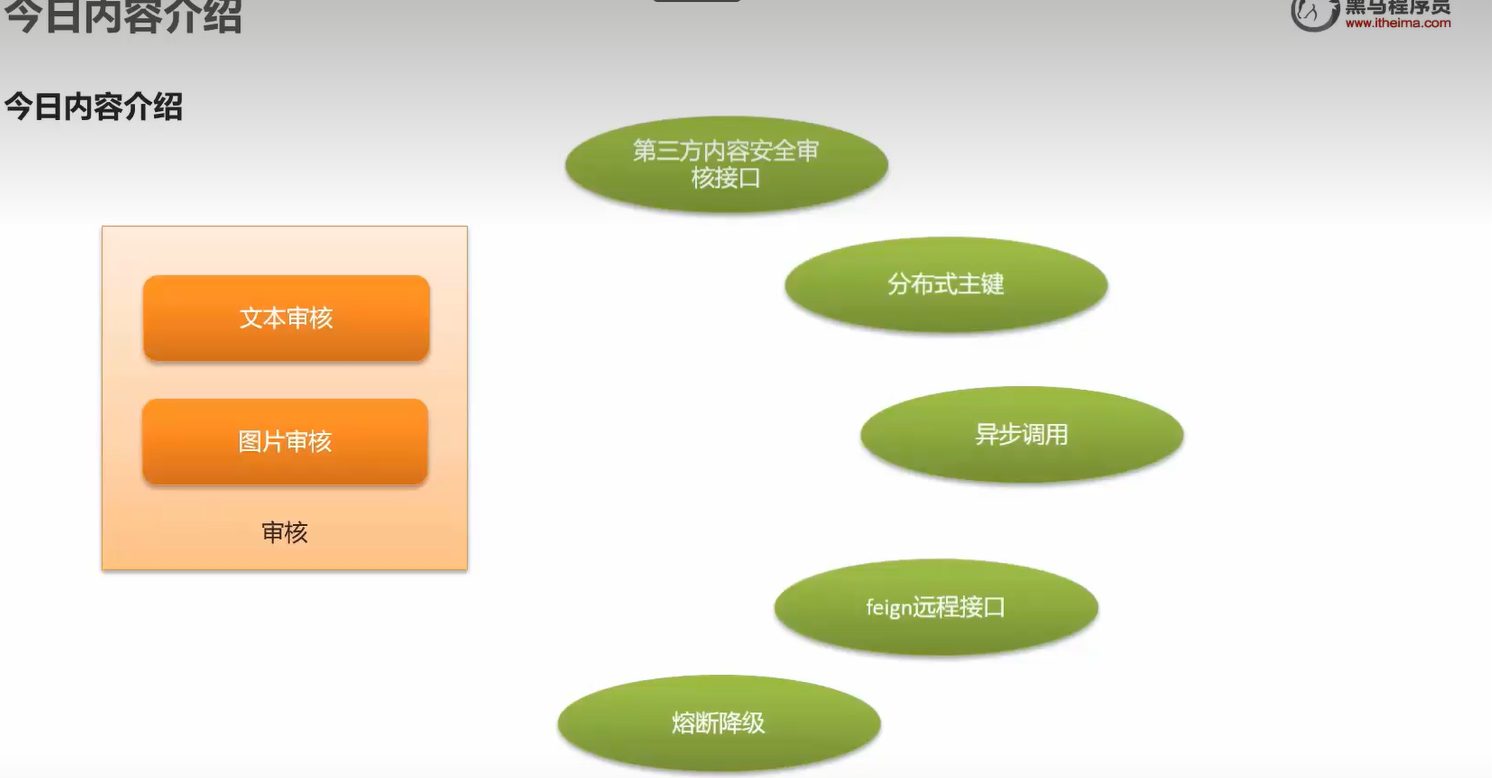 今日内容介绍
黑马程序员
www.itheima.com
今日内容介绍
第三方内容安全审
核接口
分布式主键
文本审核
异步调用
图片审核
审核
feign远程接口
熔断降级